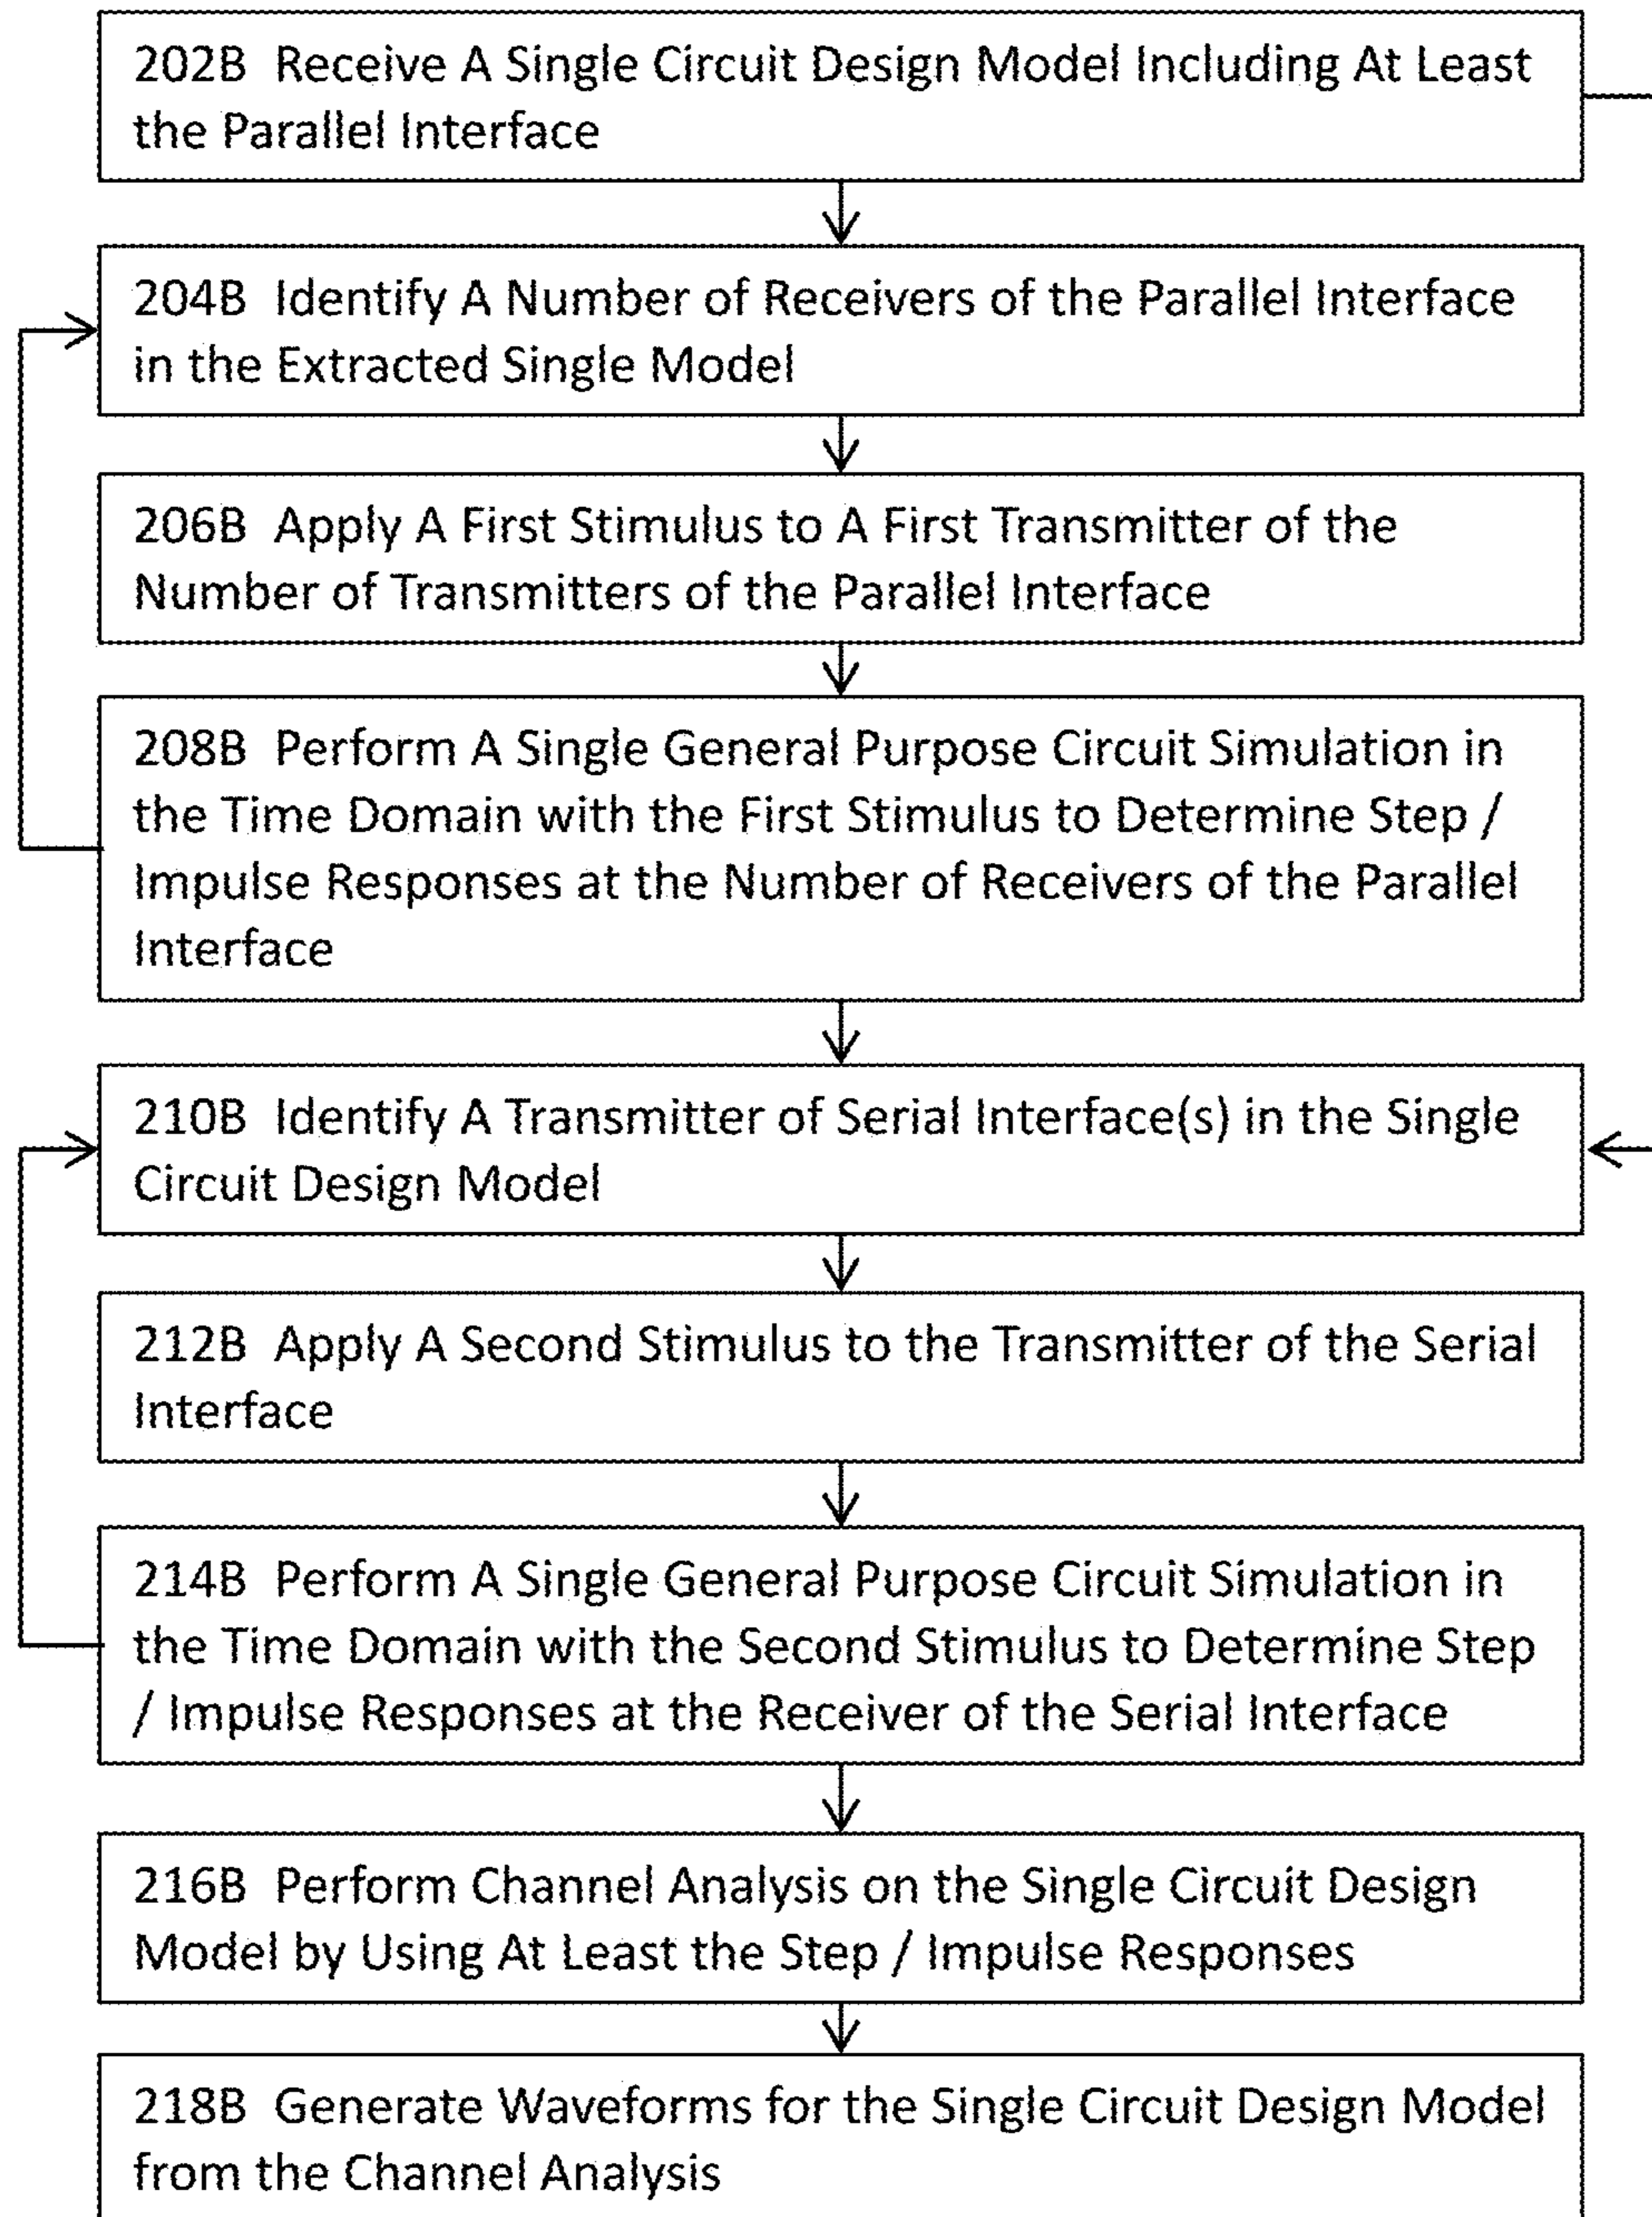 202B Receive A Single Circuit Design Model Including At Least
the Parallel Interface
204B Identify A Number of Receivers of the Parallel Interface
in the Extracted Single Model
206B Apply A First Stimulus to A First Transmitter of the
Number of Transmitters of the Parallel Interface
208B Perform A Single General Purpose Circuit Simulation in
the Time Domain with the First Stimulus to Determine Step /
Impulse Responses at the Number of Receivers of the Parallel
Interface
210B Identify A Transmitter of Serial Interface(s) in the Single
Circuit Design Model
212B Apply A Second Stimulus to the Transmitter of the Serial
Interface
214B Perform A Single General Purpose Circuit Simulation in
the Time Domain with the Second Stimulus to Determine Step
/ Impulse Responses at the Receiver of the Serial Interface
216B Perform Channel Analysis on the Single Circuit Design
Model by Using At Least the Step / Impulse Responses
218B Generate Waveforms for the Single Circuit Design Model
from the Channel Analysis